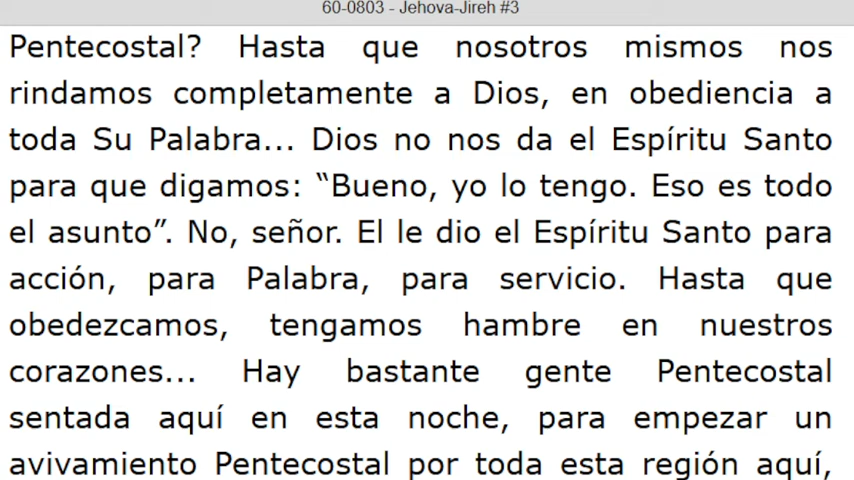 60-0803 - Jehova-Jireh #3
Pentecostal? Hasta que nosotros mismos nos
rindamos completamente a Dios, en obediencia a
toda Su Palabra... Dios no nos da el Espíritu Santo
para que digamos: “Bueno, yo lo tengo. Eso es todo
el asunto”. No, señor. El le dio el Espíritu Santo para
acción, para Palabra, para servicio. Hasta que
obedezcamos, tengamos hambre en nuestros
corazones... Hay bastante gente Pentecostal
sentada aquí en esta noche, para empezar un
avivamiento Pentecostal por toda esta región aquí,